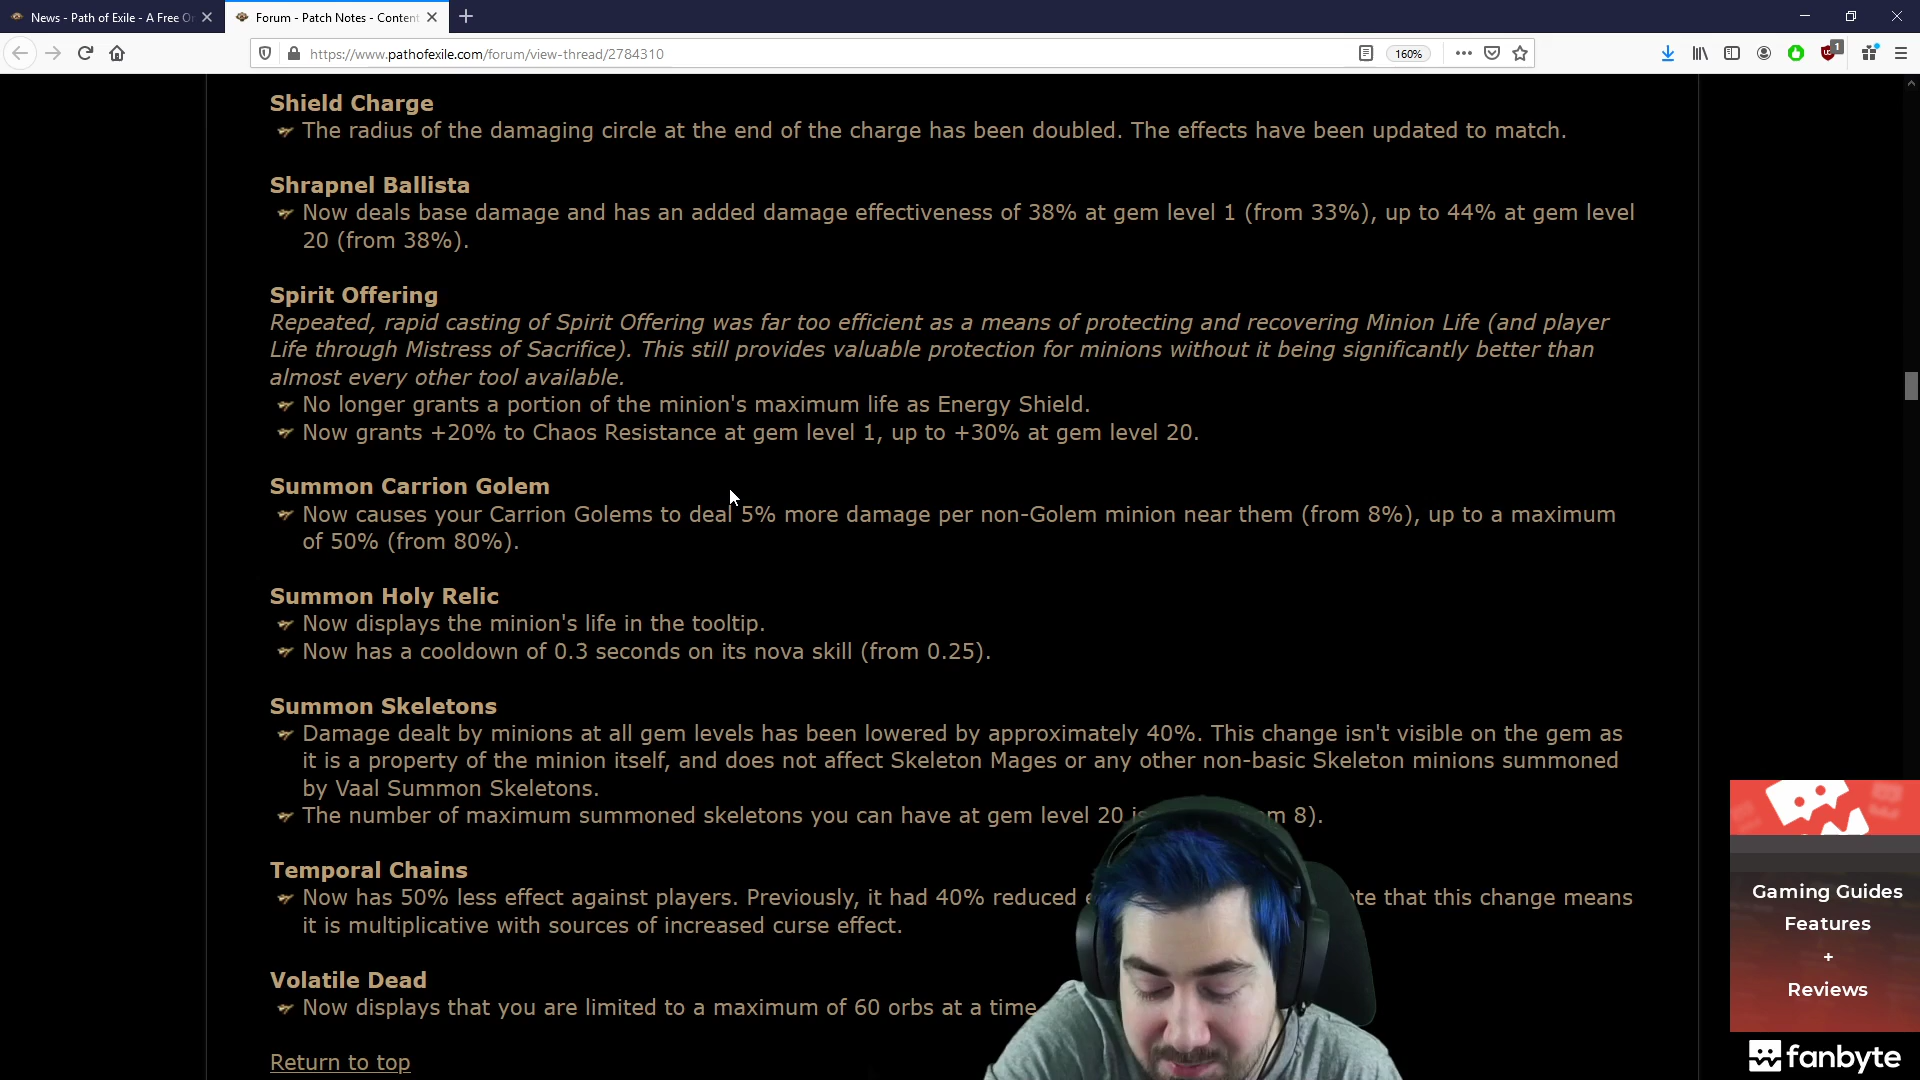 News - Path of Exile - A Free O
Forum - Patch Notes - Content
https://www.pathofexile.com/forum/view-thread/2784310
160%
1
Shield Charge
The radius of the damaging circle at the end of the charge has been doubled. The effects have been updated to match.
Shrapnel Ballista
Now deals base damage and has an added damage effectiveness of 38% at gem level 1 (from 33%), up to 44% at gem level
20 (from 38%).
Spirit Offering
Repeated, rapid casting of Spirit Offering was far too efficient as a means of protecting and recovering Minion Life (and player
Life through Mistress of Sacrifice). This still provides valuable protection for minions without it being significantly better than
almost every other tool available.
No longer grants a portion of the minion's maximum life as Energy Shield.
Now grants +20% to Chaos Resistance at gem level 1, up to +30% at gem level 20.
Summon Carrion Golem
Now causes your Carrion Golems to deal 5% more damage per non-Golem minion near them (from 8%), up to a maximum
of 50% (from 80%).
Summon Holy Relic
Now displays the minion's life in the tooltip.
Now has a cooldown of 0.3 seconds on its nova skill (from 0.25).
Summon Skeletons
Damage dealt by minions at all gem levels has been lowered by approximately 40%. This change isn't visible on the gem as
it is a property of the minion itself, and does not affect Skeleton Mages or any other non-basic Skeleton minions summoned
by Vaal Summon Skeletons.
The number of maximum summoned skeletons you can have at gem level 20 8).
Temporal Chains
Now has 50% less effect against players. Previously, it had 40% reduced that this change means
it is multiplicative with sources of increased curse effect.
Volatile Dead
Now displays that you are limited to a maximum of 60 orbs at a time
Return to top
Gaming Guides
Features
+
Reviews
fanbyte